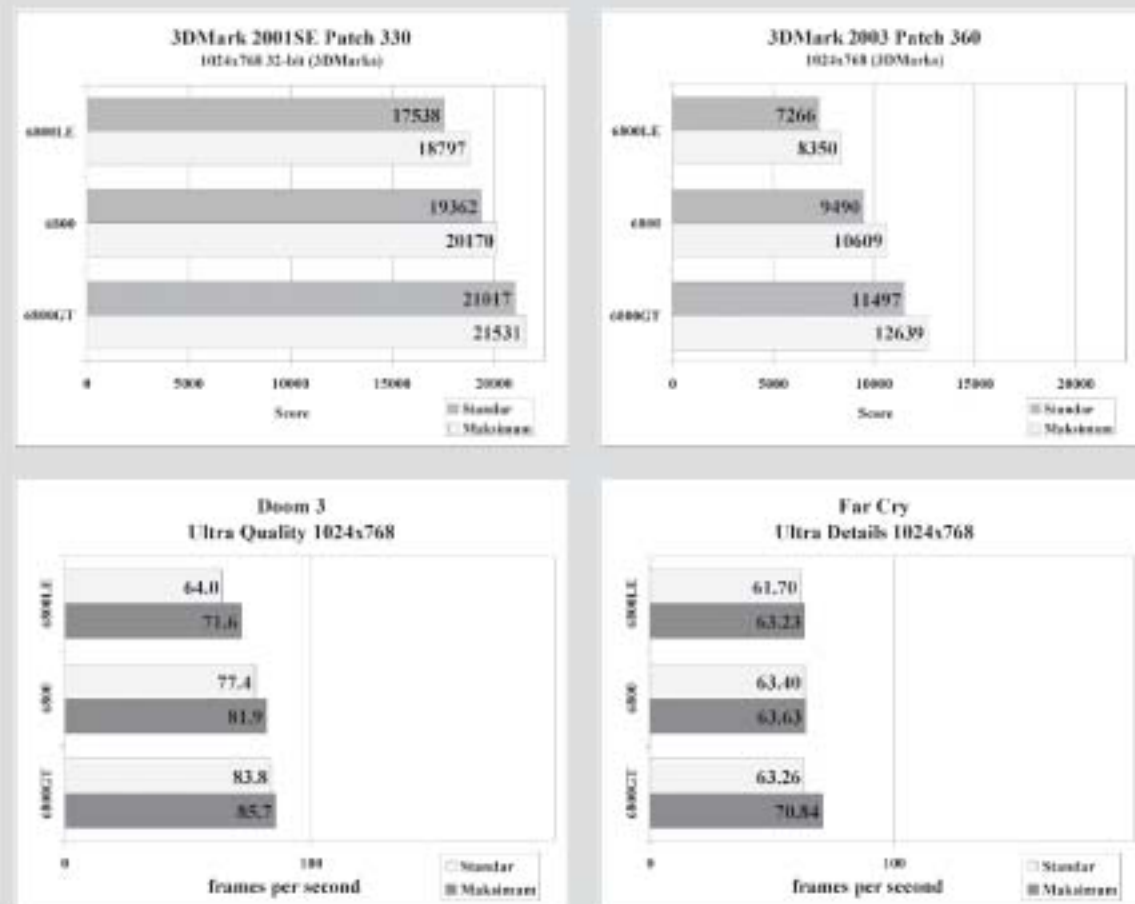 3DMark 2001SE Patch 330
1024x768 32-bit (3DMarks)
6800LE
17538
18797
6800
19362
20170
6800GT
21017
21531
0 5000 10000 15000 20000
Score
Standar
Maksimum
3DMark 2003 Patch 360
1024x768 (3DMarks)
6800LE
7266
8350
6800
9490
10609
6800GT
11497
12639
0 5000 10000 15000 20000
Score
Standar
Maksimum
Doom 3
Ultra Quality 1024x768
6800LE
64.0
71.6
6800
77.4
81.9
6800GT
83.8
85.7
0 100
frames per second
Standar
Maksimum
Far Cry
Ultra Details 1024x768
6800LE
61.70
63.23
6800
63.40
63.63
6800GT
63.26
70.84
0 100
frames per second
Standar
Maksimum